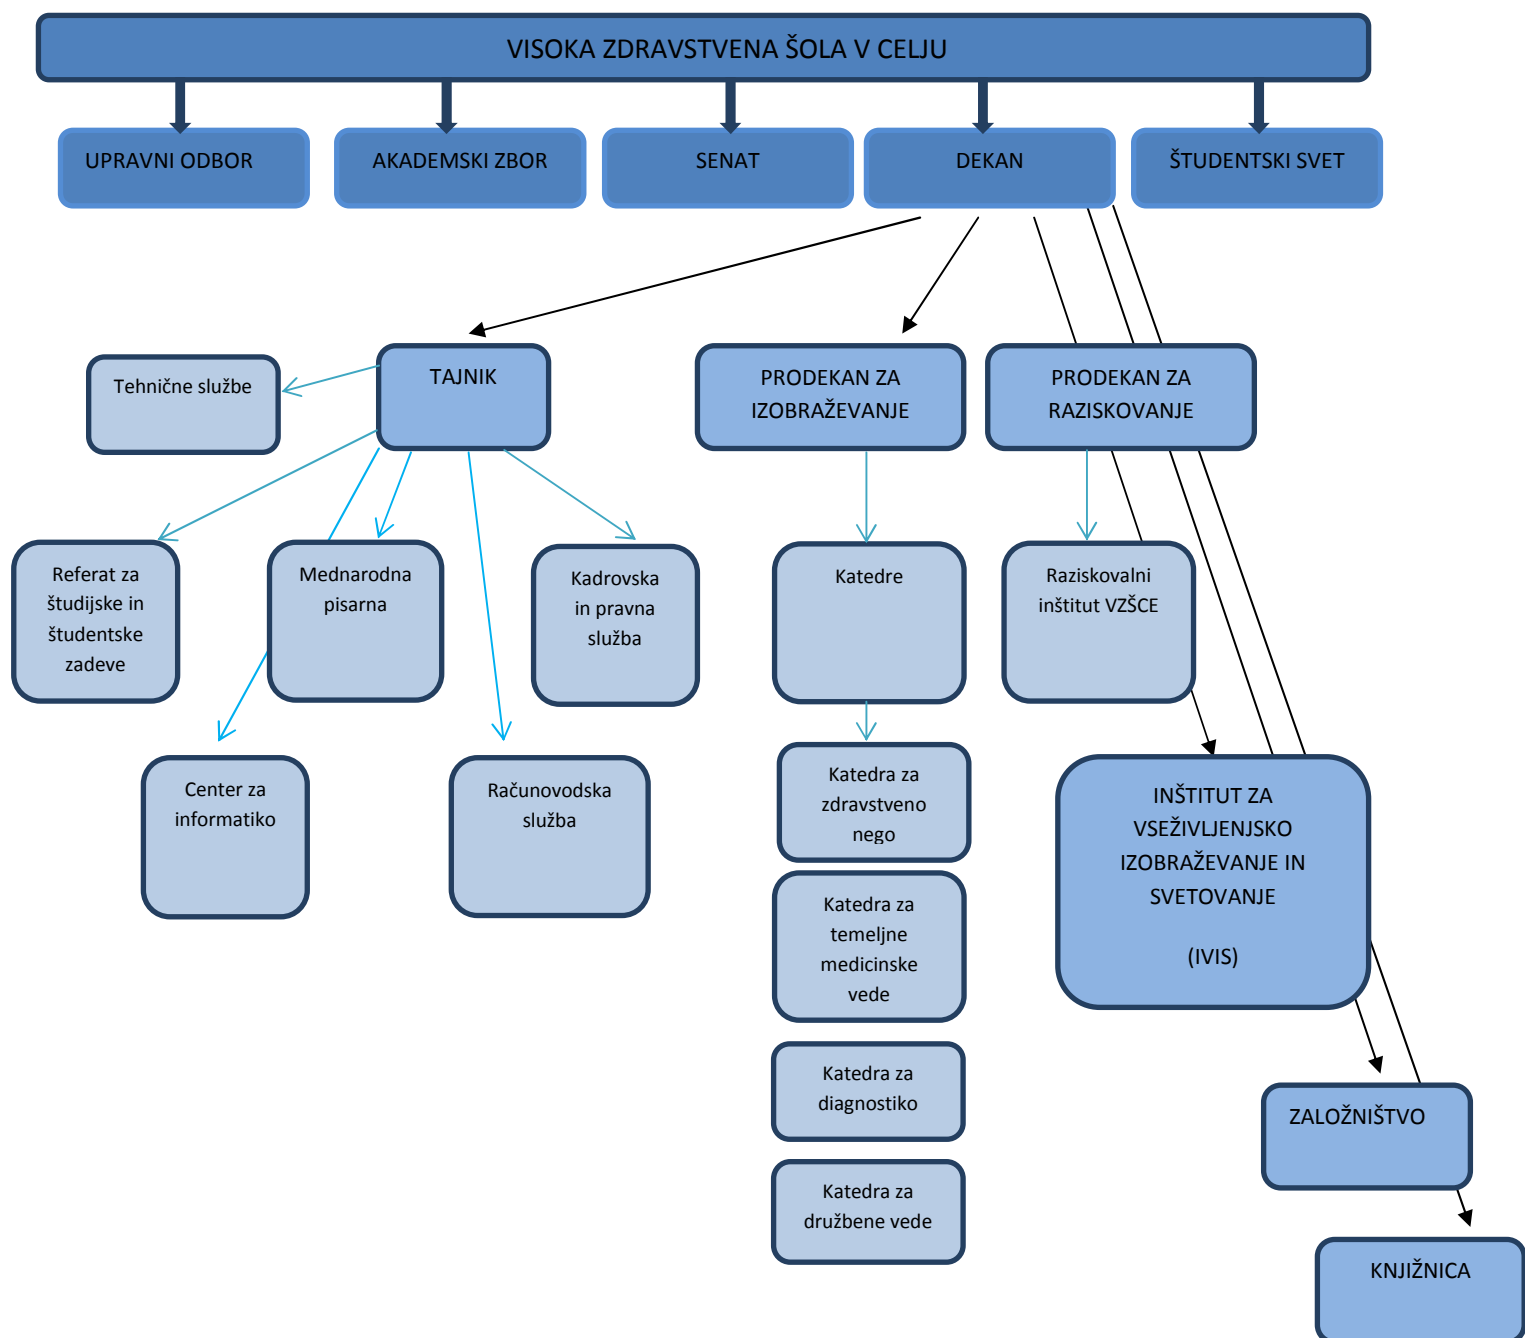 VISOKA ZDRAVSTVENA ŠOLA V CELJU
UPRAVNI ODBOR
AKADEMSKI ZBOR
SENAT
DEKAN
ŠTUDENTSKI SVET
Tehnične službe
TAJNIK
PRODEKAN ZA
IZOBRAŽEVANJE
PRODEKAN ZA
RAZISKOVANJE
Referat za
študijske in
študentske
zadeve
Mednarodna
pisarna
Kadrovska
in pravna
služba
Katedre
Raziskovalni
inštitut VZŠCE
Center za
informatiko
Računovodska
služba
Katedra za
zdravstveno
nego
INŠTITUT ZA
VSEŽIVLJENJSKO
IZOBRAŽEVANJE IN
SVETOVANJE
(IVIS)
Katedra za
temeljne
medicinske
vede
Katedra za
diagnostiko
ZALOŽNIŠTVO
Katedra za
družbene vede
KNJIŽNICA